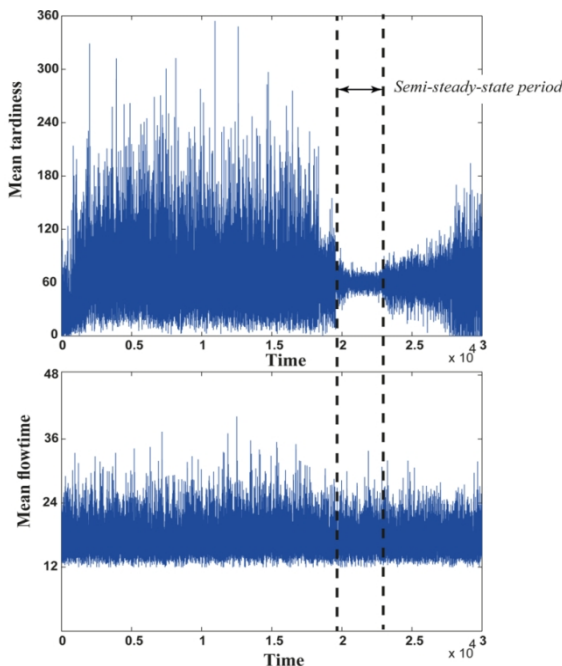 360
300
240
180
120
60
0
Mean tardiness
Semi-steady-state period
0 0.5 1 1.5 2 2.5 3
Time
x 10^4
48
36
24
12
Mean flowtime
0 0.5 1 1.5 2 2.5 3
Time
x 10^4